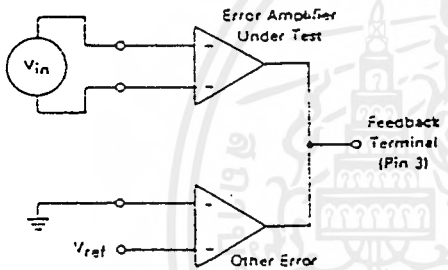 Error Amplifier
Under Test
Vin
Feedback
Terminal
(Pin 3)
Vref
Other Error